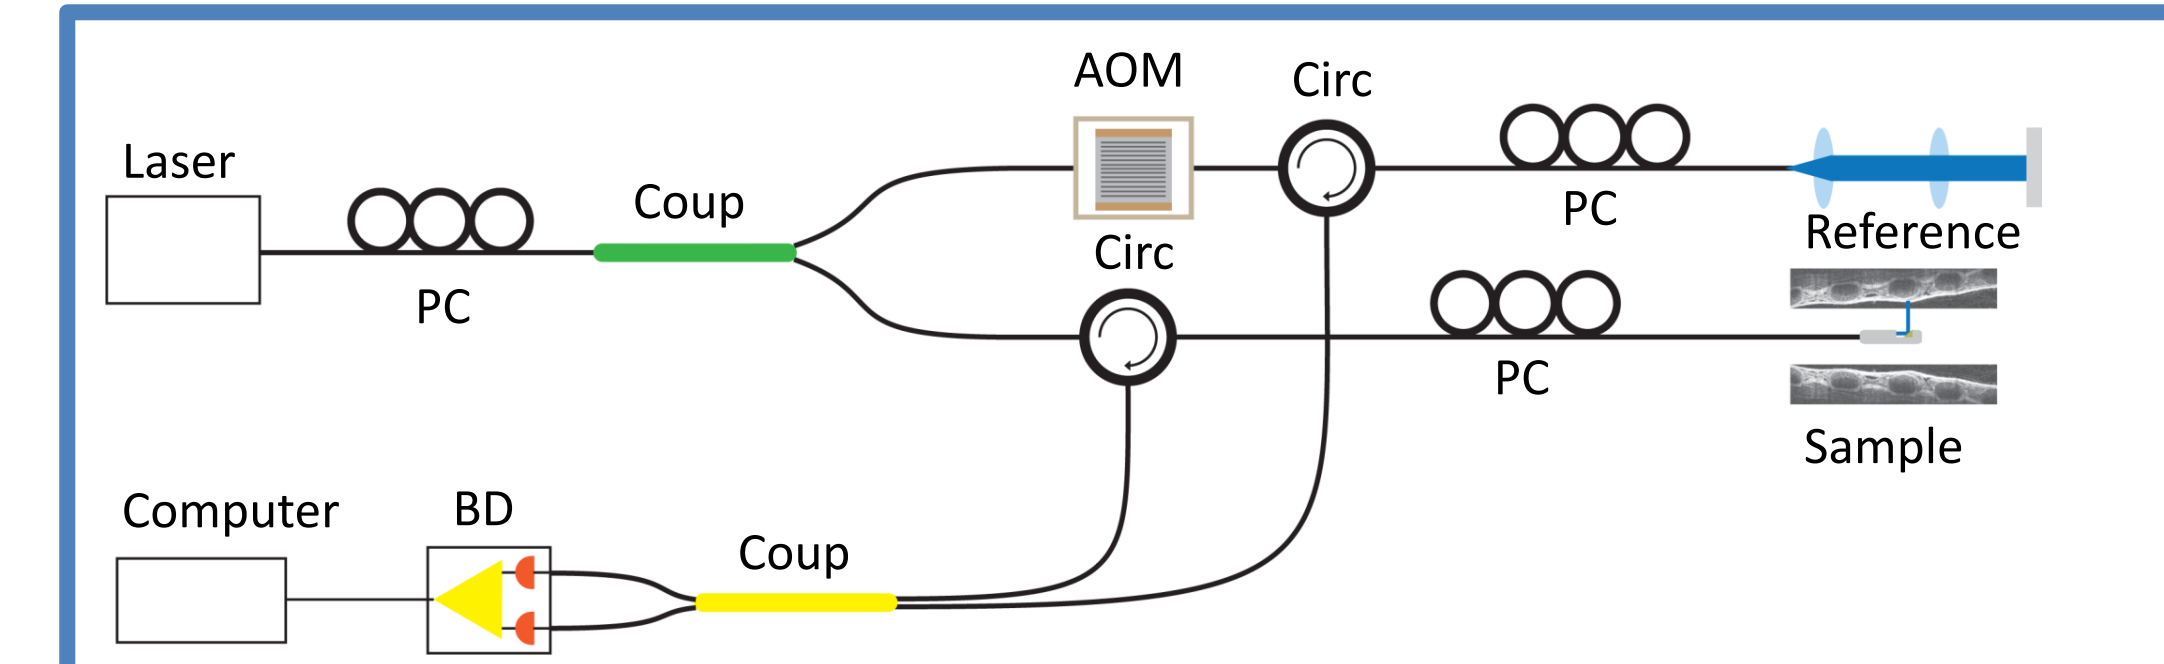 AOM
Circ
Laser
Coup
PC
Reference
Circ
PC
PC
Sample
Computer
BD
Coup